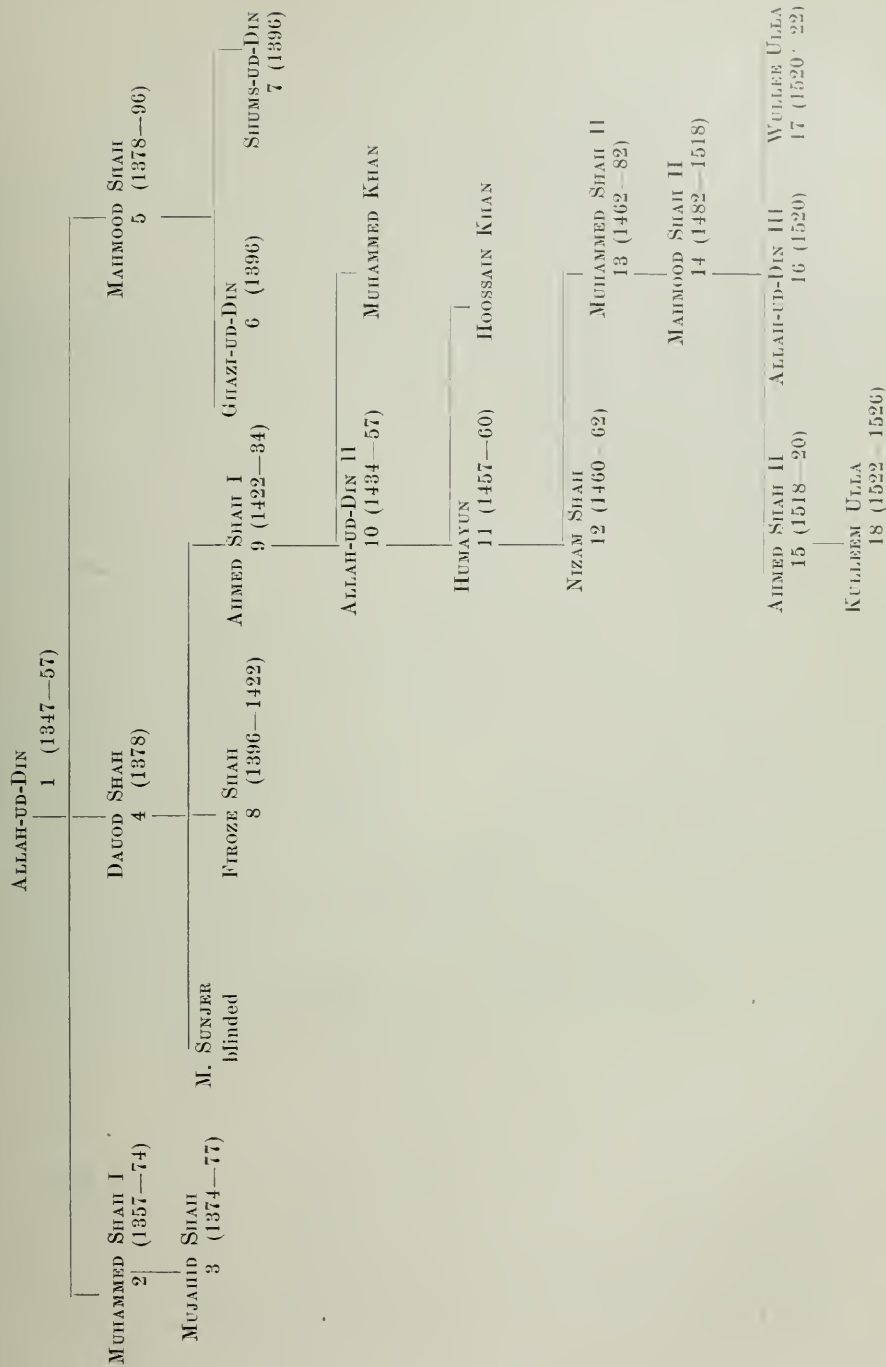 ALLAH-UD-DIN
1 (1347—57)
MUHAMMED SHAH I
2 (1357—74)
DAUOD SHAH
4 (1378)
MAHMOOD SHAH
5 (1378—96)
MUJAHID SHAH
3 (1374—77)
M. SUNJER
blinded
FIROZE SHAH
8 (1396—1422)
AHMED SHAH I
9 (1422—34)
GHAZI-UD-DIN
6 (1396)
SHUMS-UD-DIN
7 (1396)
ALLAH-UD-DIN II
10 (1434—57)
MUHAMMED KHAN
HUMAYUN
11 (1457—60)
HOOSSAIN KHAN
NIZAM SHAH
12 (1460 62)
MUHAMMED SHAH II
13 (1462—82)
MAHMOOD SHAH II
14 (1482—1518)
AHMED SHAH II
15 (1518—20)
ALLAH-UD-DIN III
16 (1520)
WULLEE ULLA
17 (1520 22)
KULLEEM ULLA
18 (1522 1526)